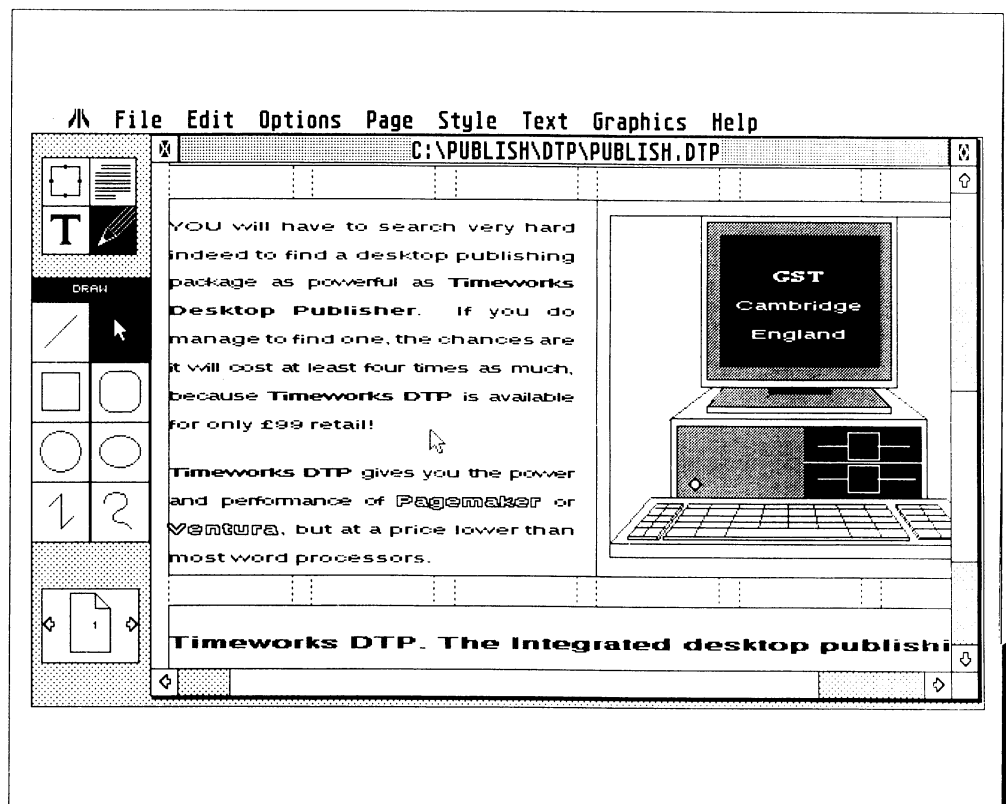 File Edit Options Page Style Text Graphics Help
C:\PUBLISH\DTP\PUBLISH.DTP
T
DRAW
YOU will have to search very hard
indeed to find a desktop publishing
package as powerful as Timeworks
Desktop Publisher. If you do
manage to find one, the chances are
it will cost at least four times as much,
because Timeworks DTP is available
for only £99 retail!
Timeworks DTP gives you the power
and performance of Pagemaker or
Ventura, but at a price lower than
most word processors.
GST
Cambridge
England
1
Timeworks DTP. The Integrated desktop publishi